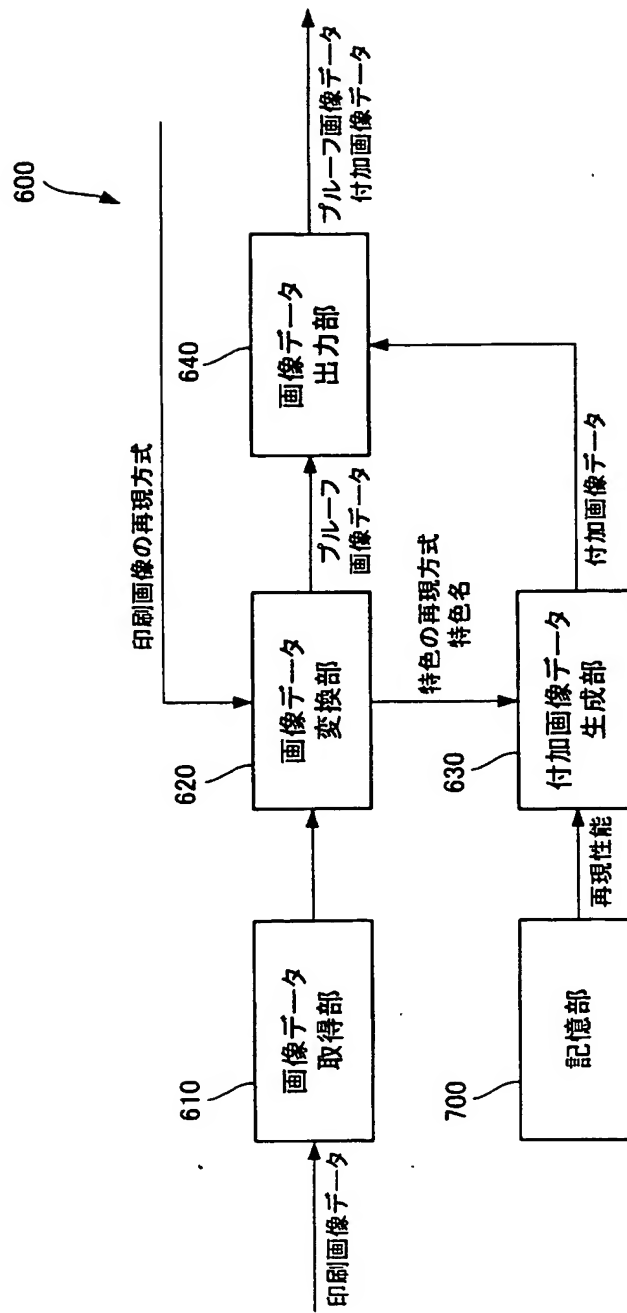 600
印刷画像の再現方式
印刷画像データ
610
画像データ
取得部
620
画像データ
変換部
プルーフ
画像データ
640
画像データ
出力部
プルーフ画像データ
付加画像データ
特色の再現方式
特色名
700
記憶部
再現性能
630
付加画像データ
生成部
付加画像データ